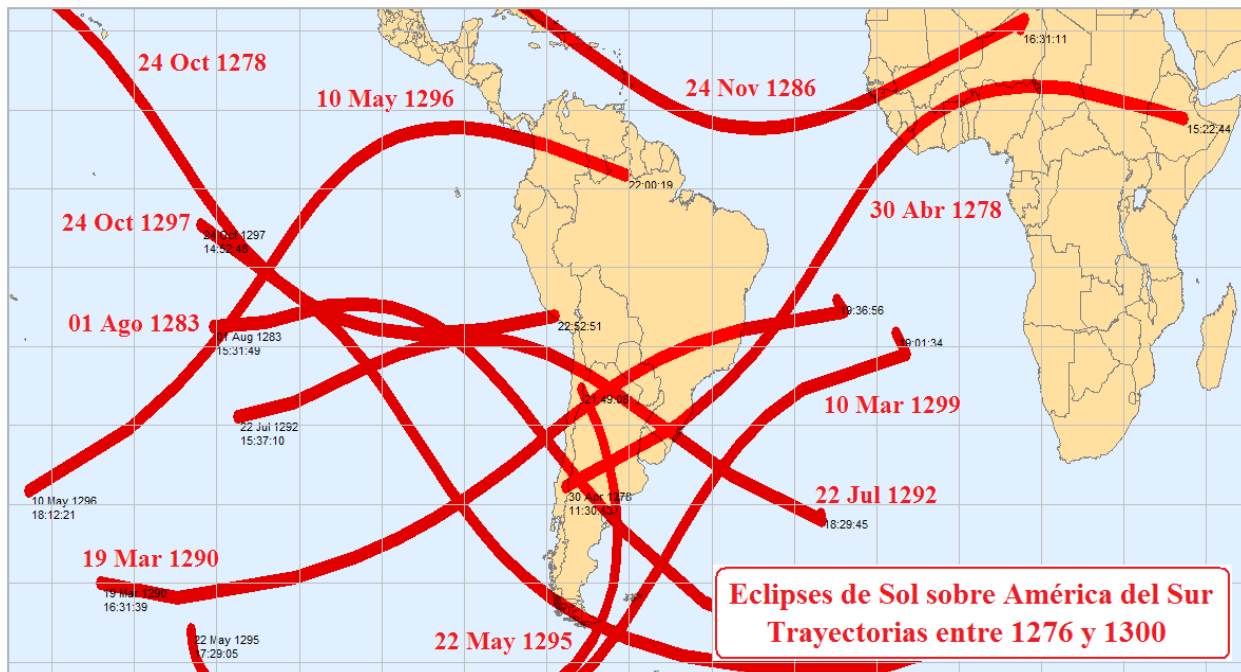 24 Oct 1278
16:31:11
24 Nov 1286
10 May 1296
15:22:44
22:00:19
30 Abr 1278
24 Oct 1297
24 Oct 1297
14:52:48
19:36:56
01 Ago 1283
22:52:51
01 Aug 1283
15:31:49
19:01:34
21:49:08
10 Mar 1299
22 Jul 1292
15:37:10
22 Jul 1292
10 May 1296
18:12:21
30 Apr 1278
18:29:45
19 Mar 1290
19 Mar 1290
16:31:39
22 May 1295
22 May 1295
17:29:05
Eclipses de Sol sobre América del Sur
Trayectorias entre 1276 y 1300